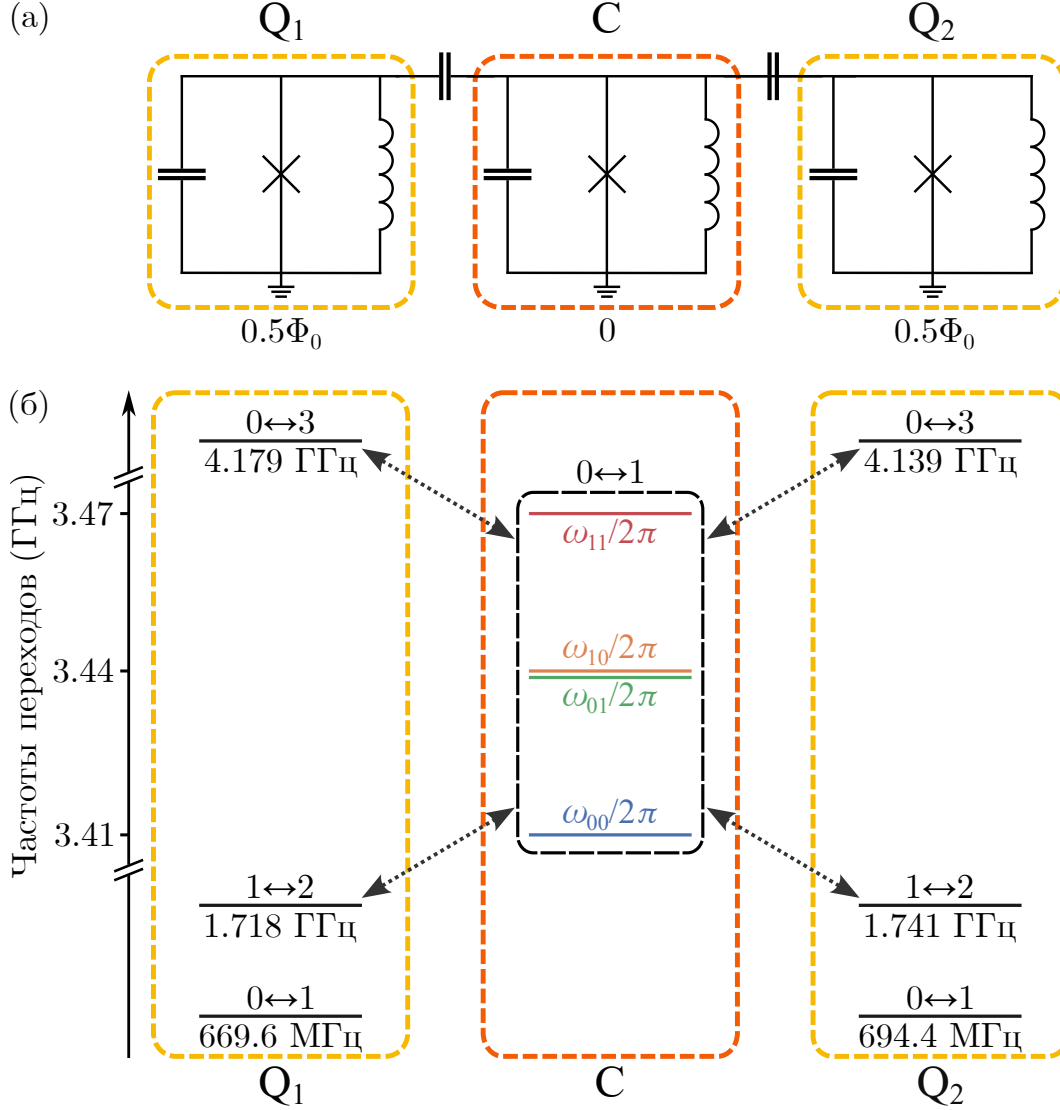 (а)
Q₁ C Q₂
0.5Φ₀ 0 0.5Φ₀
(б)
Частоты переходов (ГГц)
3.47
3.44
3.41
0↔3
4.179 ГГц
1↔2
1.718 ГГц
0↔1
669.6 МГц
0↔1
ω₁₁/2π
ω₁₀/2π
ω₀₁/2π
ω₀₀/2π
0↔3
4.139 ГГц
1↔2
1.741 ГГц
0↔1
694.4 МГц
Q₁ C Q₂